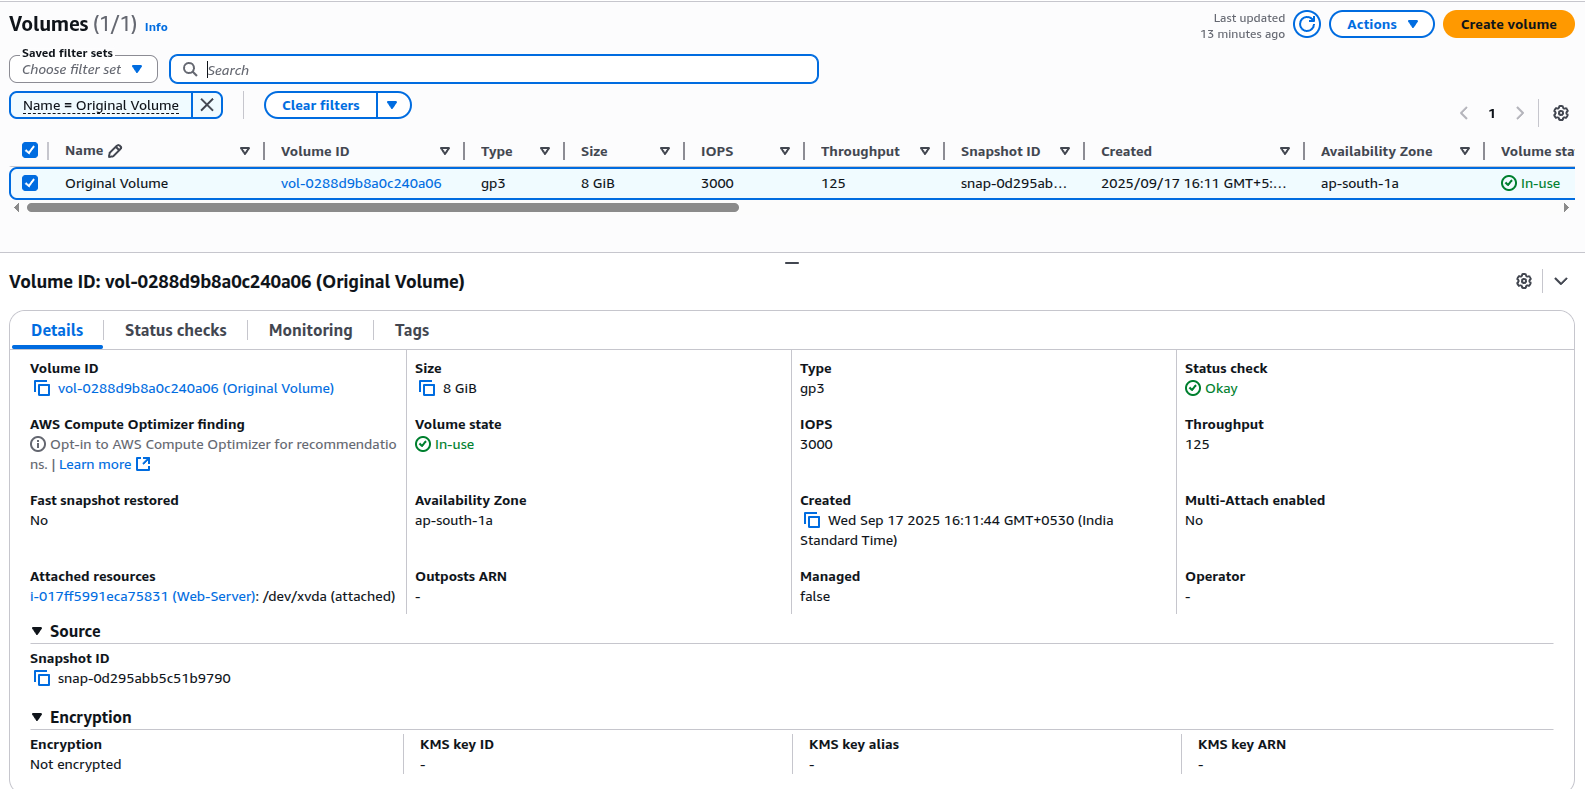 Volumes (1/1) Info
Last updated
13 minutes ago
Actions
Create volume
Saved filter sets
Choose filter set
Search
Name = Original Volume
Clear filters
1
Name Volume ID Type Size IOPS Throughput Snapshot ID Created Availability Zone Volume sta
Original Volume vol-0288d9b8a0c240a06 gp3 8 GiB 3000 125 snap-0d295ab... 2025/09/17 16:11 GMT+5:... ap-south-1a In-use
Volume ID: vol-0288d9b8a0c240a06 (Original Volume)
Details Status checks Monitoring Tags
Volume ID
vol-0288d9b8a0c240a06 (Original Volume)
Size
8 GiB
Type
gp3
Status check
Okay
AWS Compute Optimizer finding
Opt-in to AWS Compute Optimizer for recommendatio
ns. | Learn more
Volume state
In-use
IOPS
3000
Throughput
125
Fast snapshot restored
No
Availability Zone
ap-south-1a
Created
Wed Sep 17 2025 16:11:44 GMT+0530 (India
Standard Time)
Multi-Attach enabled
No
Attached resources
i-017ff5991eca75831 (Web-Server): /dev/xvda (attached)
Outposts ARN
-
Managed
false
Operator
-
Source
Snapshot ID
snap-0d295abb5c51b9790
Encryption
Encryption
Not encrypted
KMS key ID
-
KMS key alias
-
KMS key ARN
-